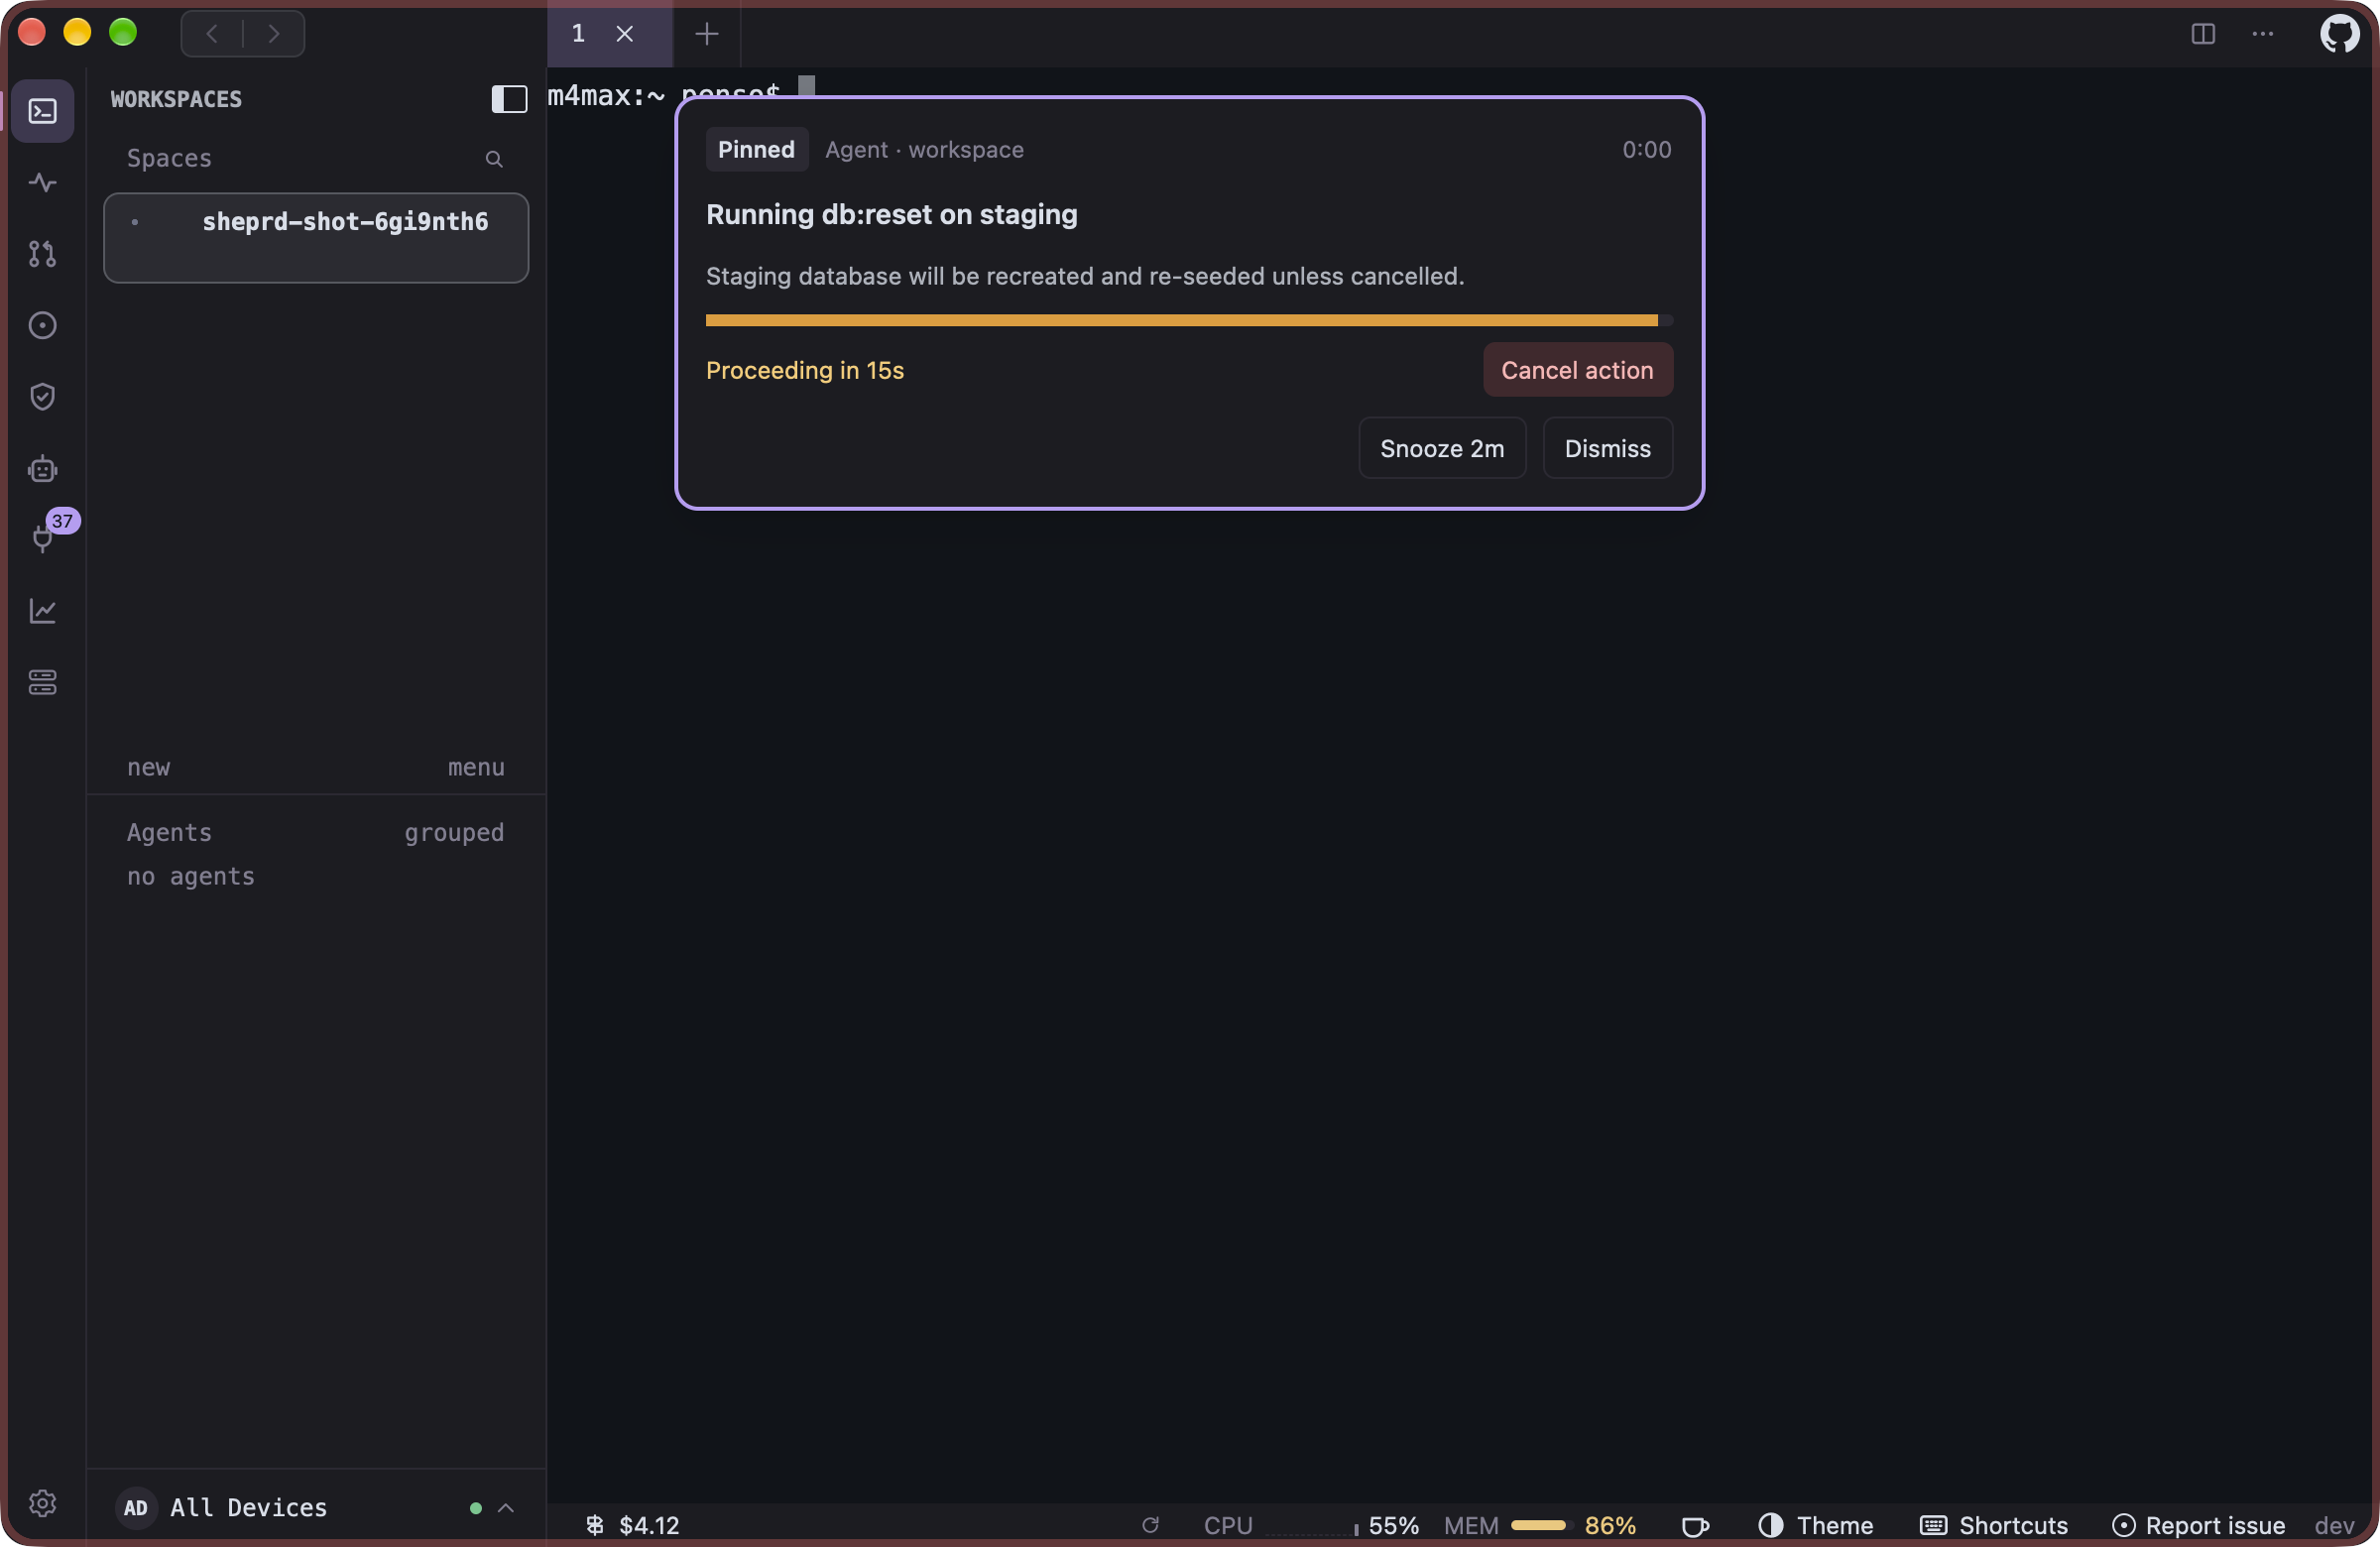 1
WORKSPACES
Spaces
sheprd-shot-6gi9nth6
37
new menu
Agents grouped
no agents
AD All Devices
m4max:~ penso$
Pinned Agent · workspace 0:00
Running db:reset on staging
Staging database will be recreated and re-seeded unless cancelled.
Proceeding in 15s Cancel action
Snooze 2m Dismiss
$4.12 CPU 55% MEM 86% Theme Shortcuts Report issue dev